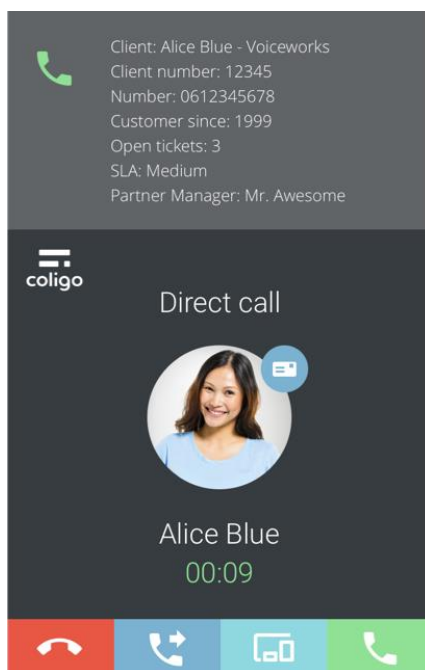 Client: Alice Blue - Voiceworks
Client number: 12345
Number: 0612345678
Customer since: 1999
Open tickets: 3
SLA: Medium
Partner Manager: Mr. Awesome
coligo
Direct call
Alice Blue
00:09